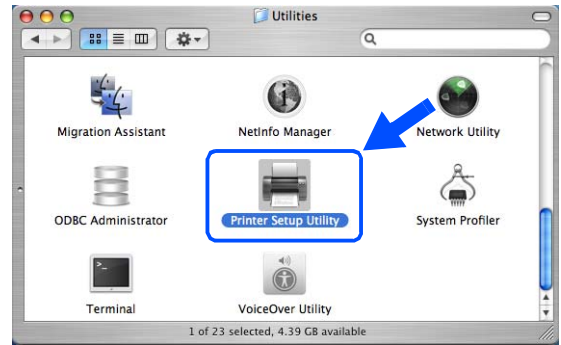 Utilities
Migration Assistant
NetInfo Manager
Network Utility
ODBC Administrator
Printer Setup Utility
System Profiler
Terminal
VoiceOver Utility
1 of 23 selected, 4.39 GB available